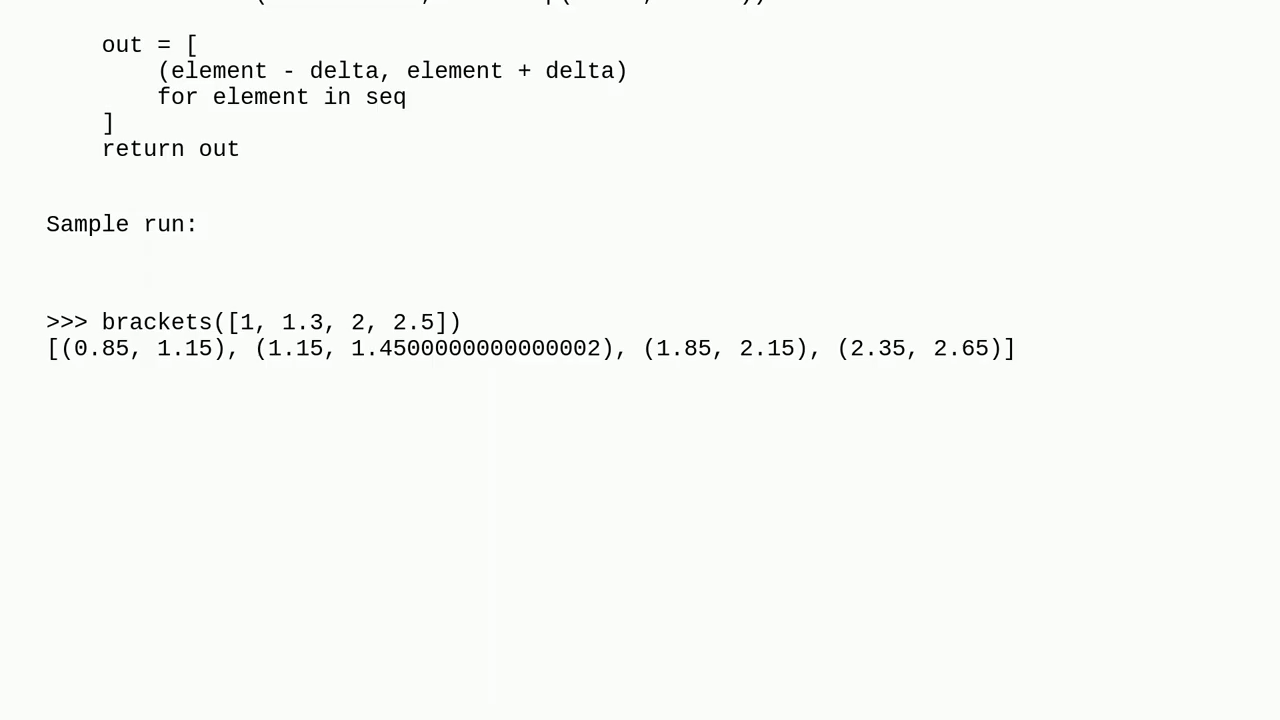 out = [
(element - delta, element + delta)
for element in seq
]
return out
Sample run:
>>> brackets([1, 1.3, 2, 2.5])
[(0.85, 1.15), (1.15, 1.4500000000000002), (1.85, 2.15), (2.35, 2.65)]